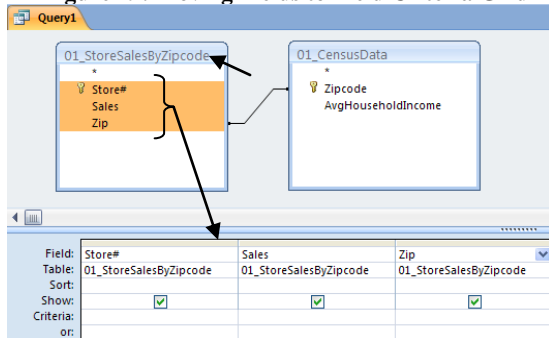 Query1
01_StoreSalesByZipcode
*
Store#
Sales
Zip
01_CensusData
*
Zipcode
AvgHouseholdIncome
Field: Store# Sales Zip
Table: 01_StoreSalesByZipcode 01_StoreSalesByZipcode 01_StoreSalesByZipcode
Sort:
Show:
Criteria:
or: